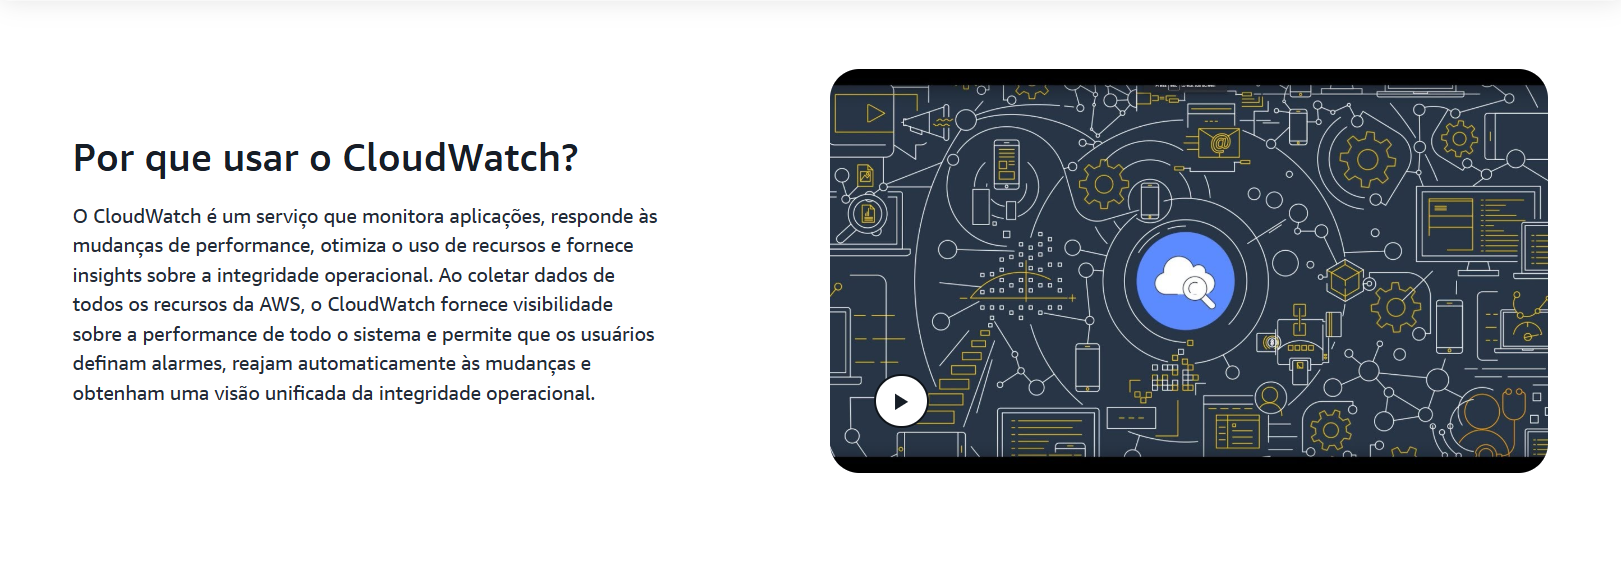 Por que usar o CloudWatch?
O CloudWatch é um serviço que monitora aplicações, responde às
mudanças de performance, otimiza o uso de recursos e fornece
insights sobre a integridade operacional. Ao coletar dados de
todos os recursos da AWS, o CloudWatch fornece visibilidade
sobre a performance de todo o sistema e permite que os usuários
definam alarmes, reajam automaticamente às mudanças e
obtenham uma visão unificada da integridade operacional.